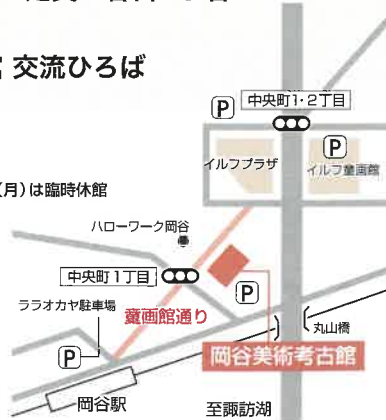 交流ひろば
P
中央町1・2丁目
P
イルフプラザ
イルフ童画館
(月)は臨時休館
ハローワーク岡谷
中央町1丁目
P
ララオカヤ駐車場
童画館通り
丸山橋
P
岡谷美術考古館
岡谷駅
至諏訪湖